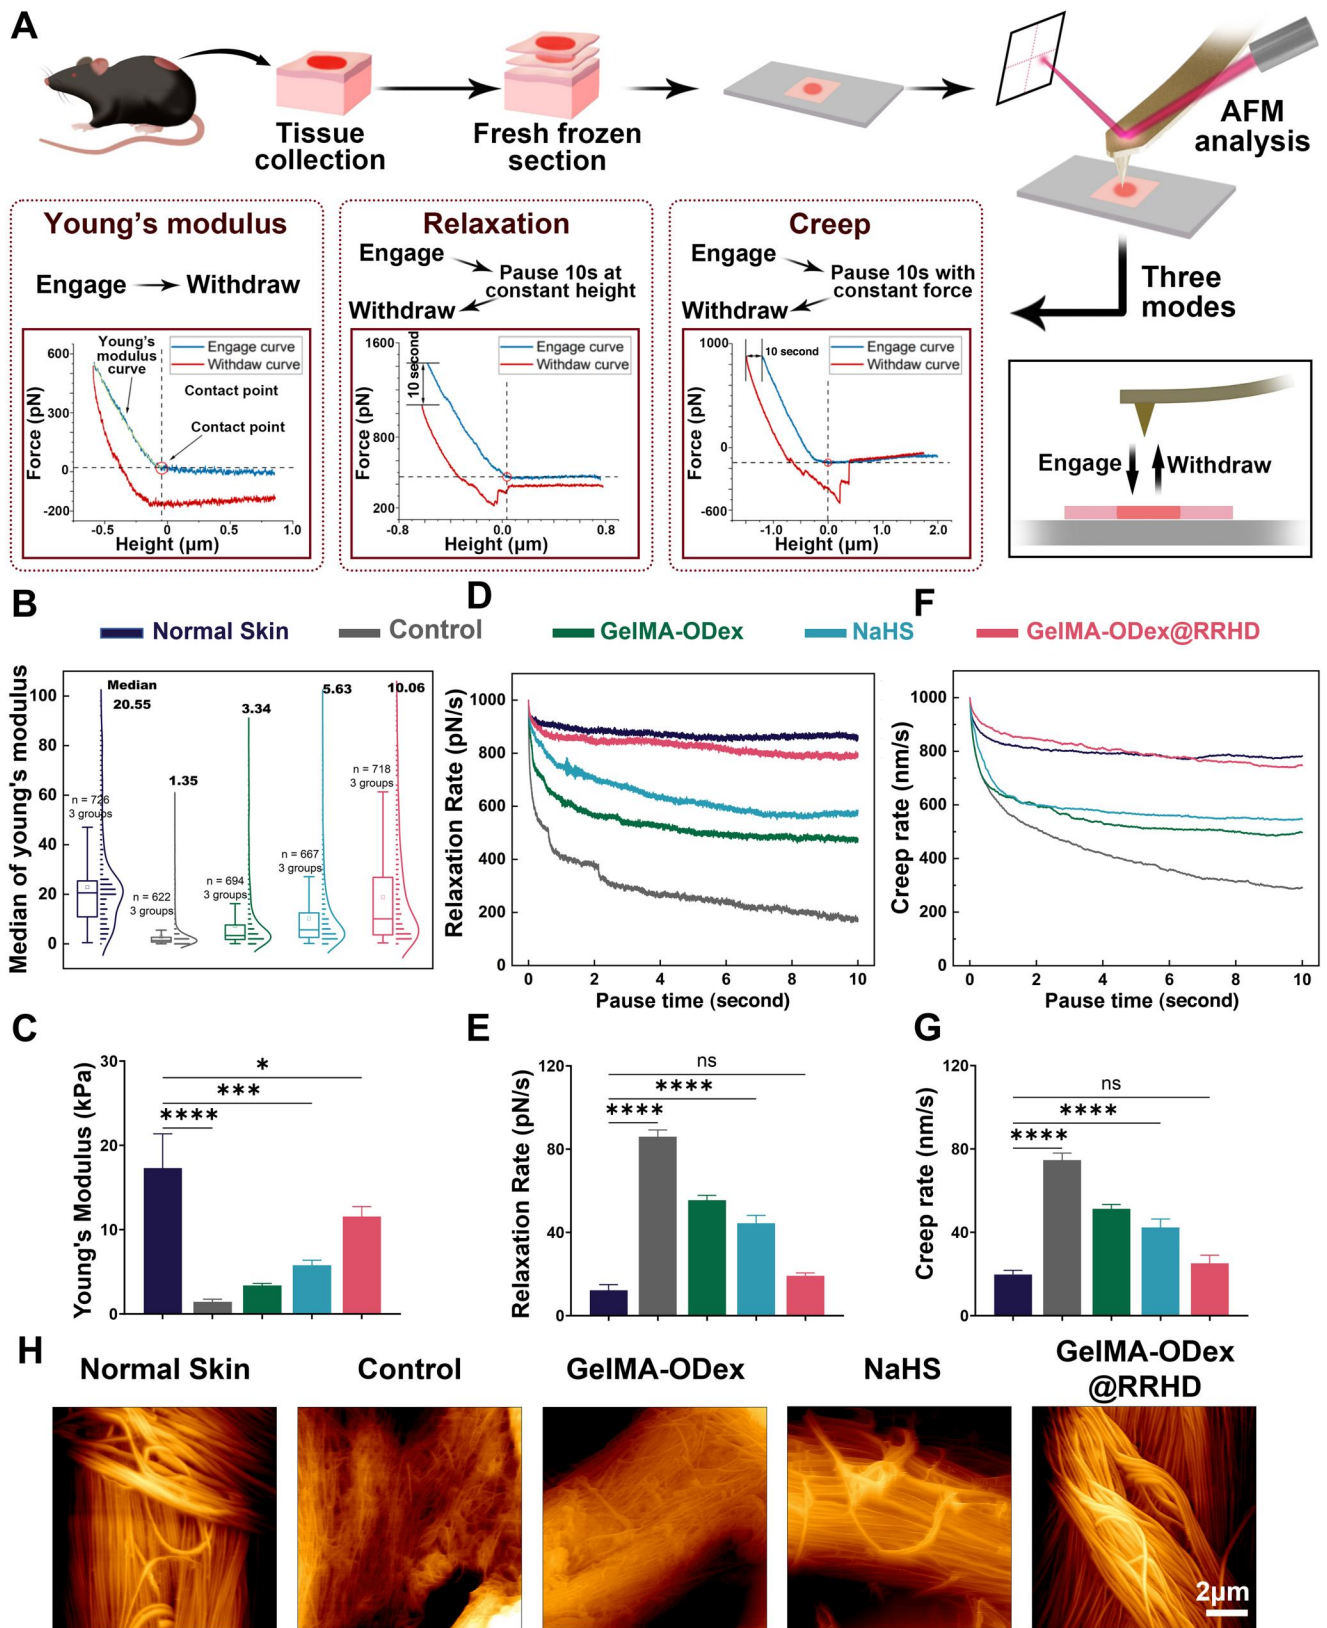 A
Tissue
collection
Fresh frozen
section
AFM
analysis
Three
modes
Young's modulus
Engage Withdraw
Young's
modulus
curve
Engage curve
Withdaw curve
Contact point
Contact point
600
300
0
-200
Force (pN)
-0.5 0 0.5 1.0
Height (μm)
Relaxation
Engage
Pause 10s at
constant height
Withdraw
10 second
Engage curve
Withdaw curve
1600
800
200
Force (pN)
-0.8 0.0 0.8
Height (μm)
Creep
Engage
Pause 10s with
constant force
Withdraw
10 second
Engage curve
Withdaw curve
1000
0
-600
Force (pN)
-1.0 0.0 1.0 2.0
Height (μm)
Engage Withdraw
B D F
Normal Skin Control GelMA-ODex NaHS GelMA-ODex@RRHD
Median of young's modulus
100
80
60
40
20
0
Median
20.55
1.35
3.34
5.63
10.06
n = 726
3 groups
n = 622
3 groups
n = 694
3 groups
n = 667
3 groups
n = 718
3 groups
Relaxation Rate (pN/s)
1000
800
600
400
200
0
0 2 4 6 8 10
Pause time (second)
Creep rate (nm/s)
1000
800
600
400
200
0
0 2 4 6 8 10
Pause time (second)
C
Young's Modulus (kPa)
30
20
10
0
*
***
****
E
Relaxation Rate (pN/s)
120
80
40
0
ns
****
****
G
Creep rate (nm/s)
120
80
40
0
ns
****
****
H
Normal Skin
Control
GelMA-ODex
NaHS
GelMA-ODex
@RRHD
2μm